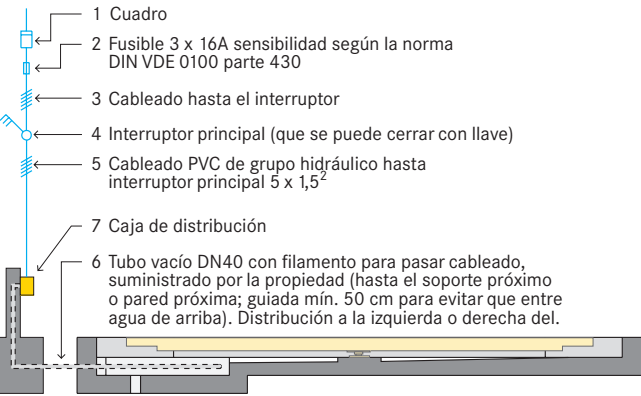 1 Cuadro
2 Fusible 3 x 16A sensibilidad según la norma
DIN VDE 0100 parte 430
3 Cableado hasta el interruptor
4 Interruptor principal (que se puede cerrar con llave)
5 Cableado PVC de grupo hidráulico hasta
interruptor principal 5 x 1,5²
7 Caja de distribución
6 Tubo vacío DN40 con filamento para pasar cableado,
suministrado por la propiedad (hasta el soporte próximo
o pared próxima; guiada mín. 50 cm para evitar que entre
agua de arriba). Distribución a la izquierda o derecha del.